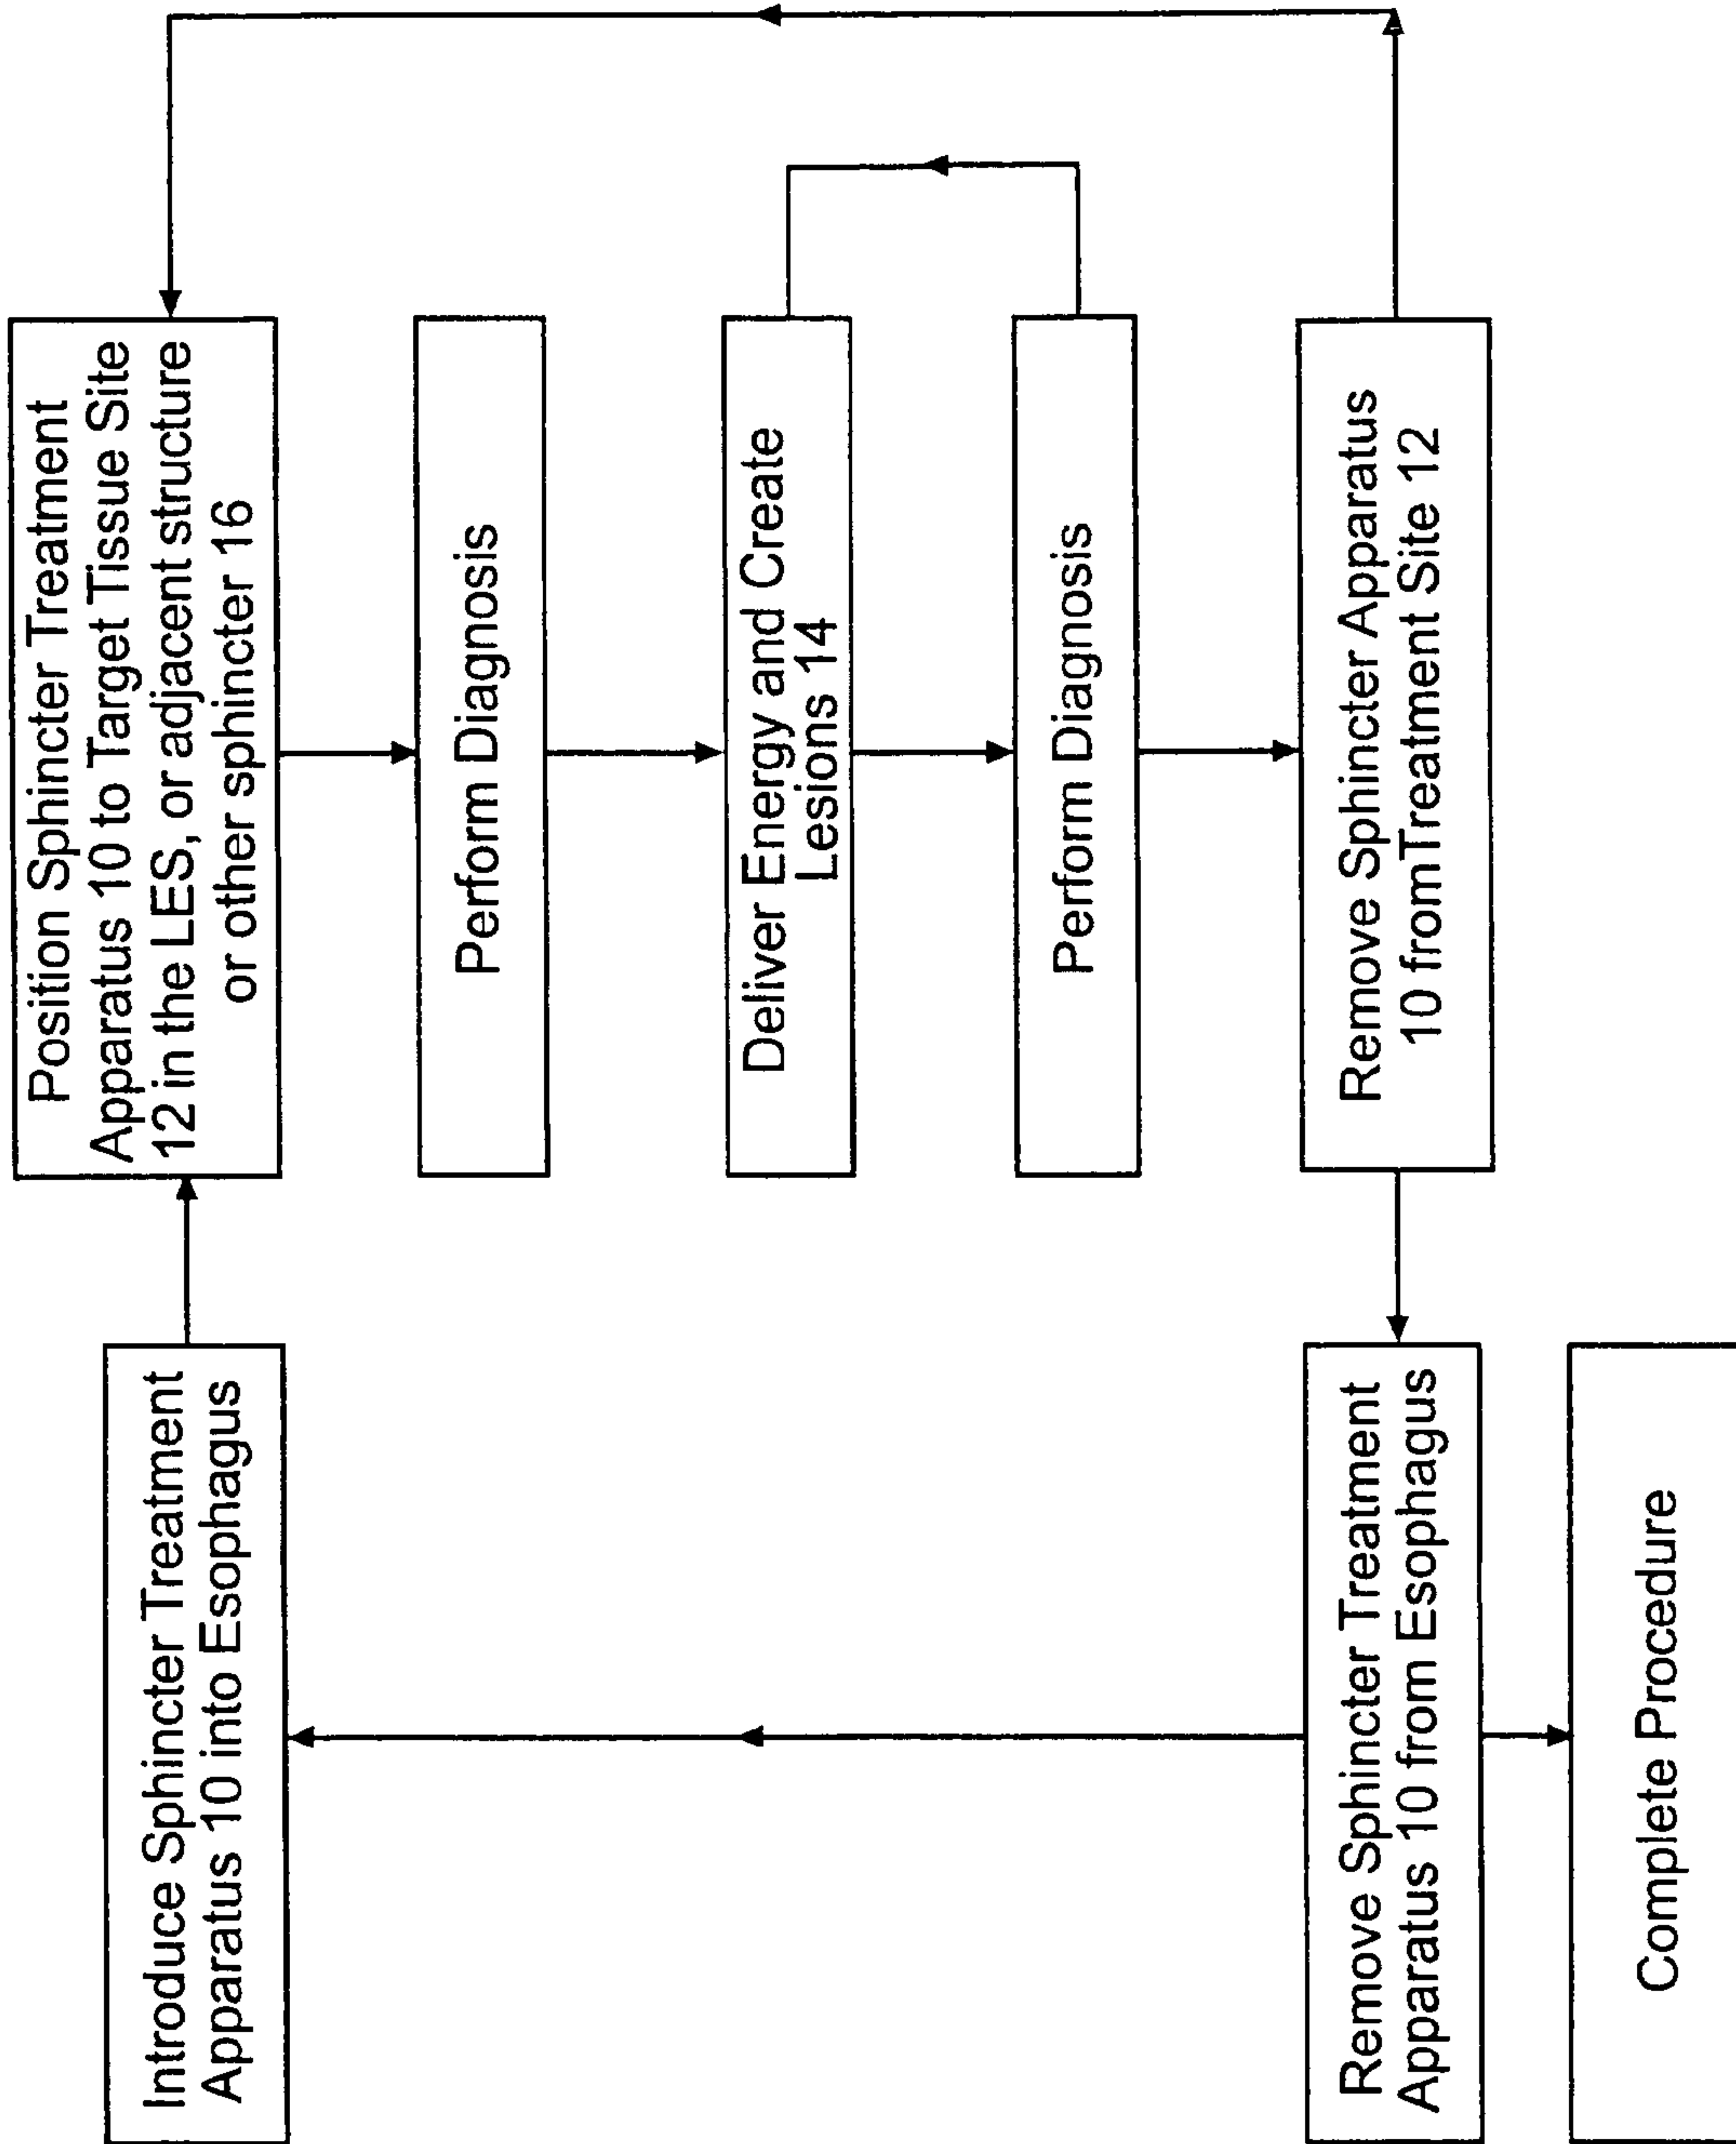 Introduce Sphincter Treatment
Apparatus 10 into Esophagus
Position Sphincter Treatment
Apparatus 10 to Target Tissue Site
12 in the LES, or adjacent structure
or other sphincter 16
Perform Diagnosis
Deliver Energy and Create
Lesions 14
Perform Diagnosis
Remove Sphincter Apparatus
10 fromTreatment Site 12
Remove Sphincter Treatment
Apparatus 10 from Esophagus
Complete Procedure